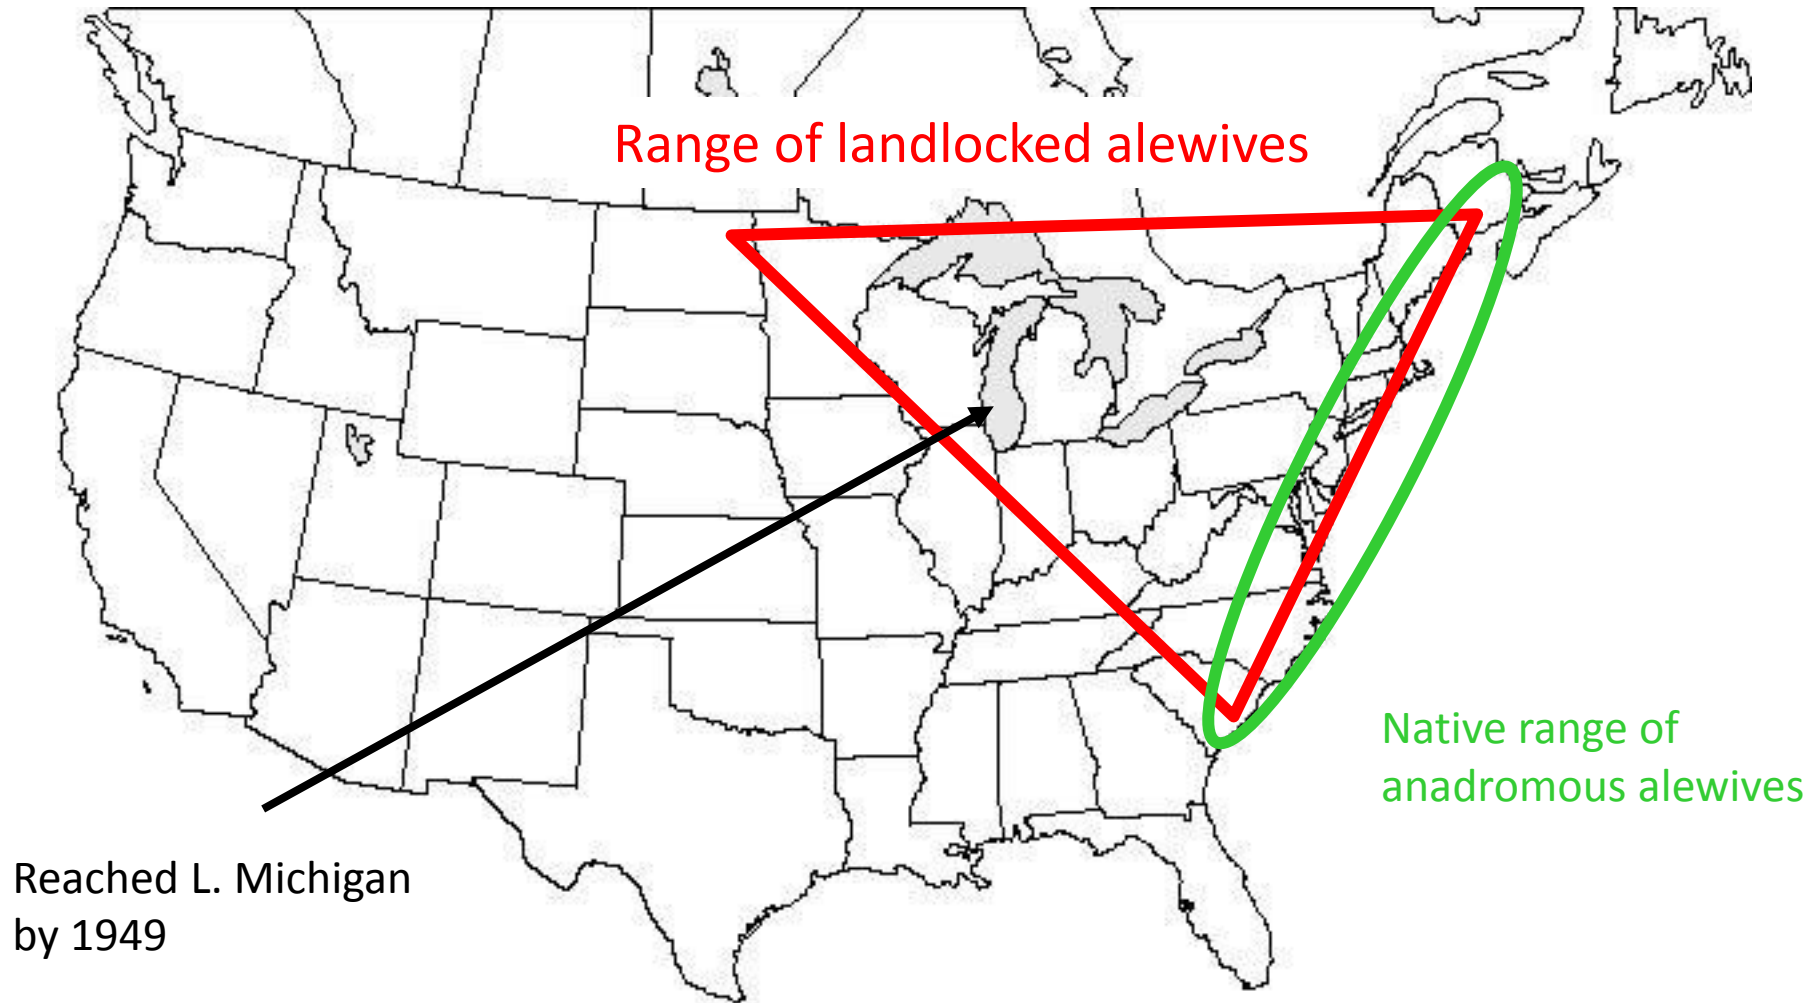 Range of landlocked alewives
Native range of
anadromous alewives
Reached L. Michigan
by 1949